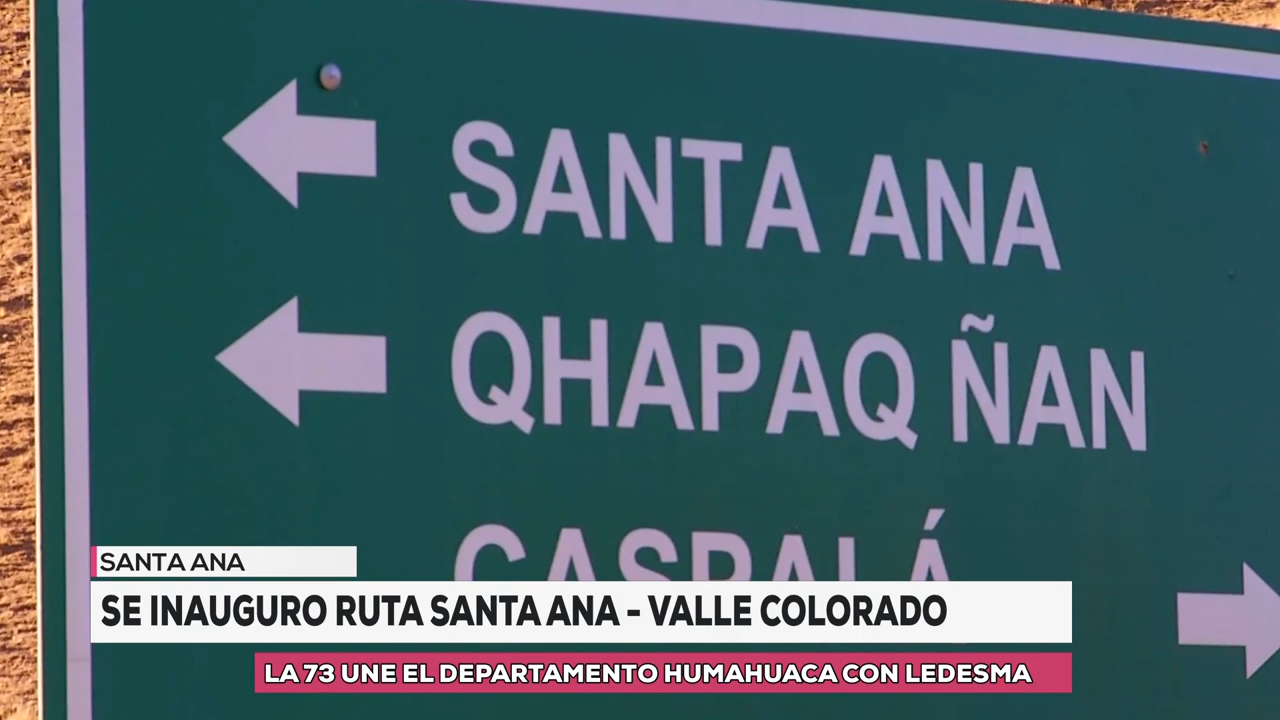 SANTA ANA
QHAPAQ ÑAN
CASPALÁ
SANTA ANA
SE INAUGURO RUTA SANTA ANA - VALLE COLORADO
LA 73 UNE EL DEPARTAMENTO HUMAHUACA CON LEDESMA